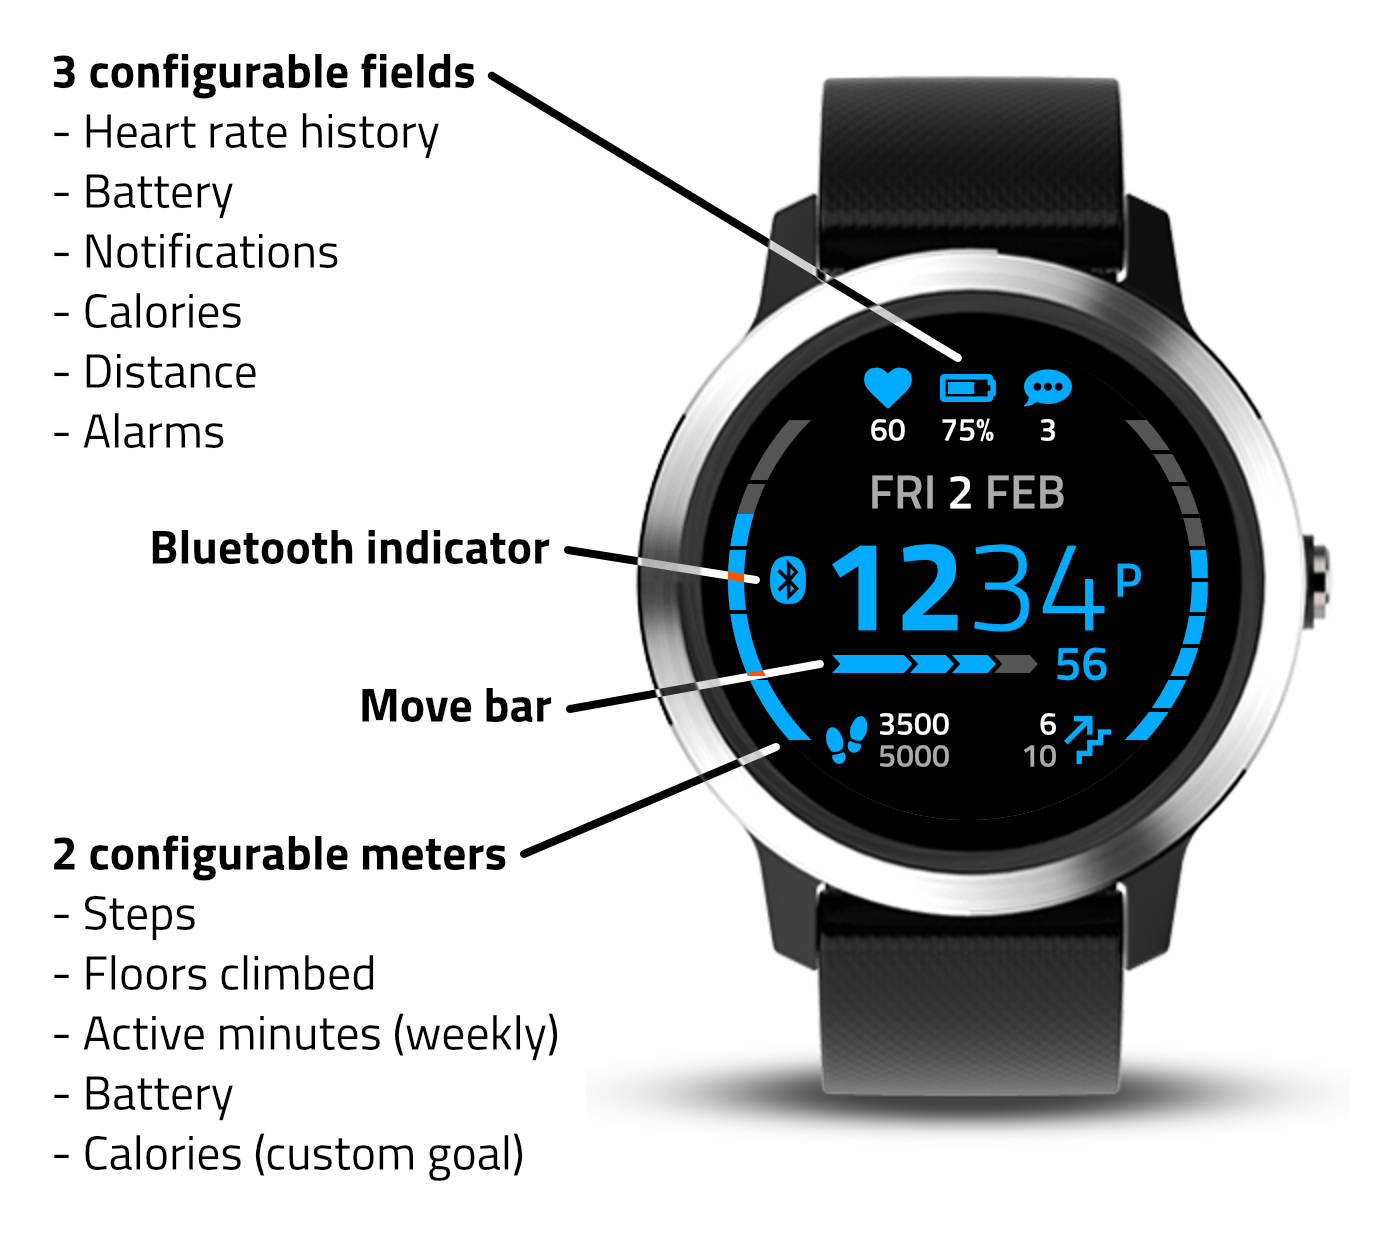 3 configurable fields
- Heart rate history
- Battery
- Notifications
- Calories
- Distance
- Alarms
Bluetooth indicator
Move bar
2 configurable meters
- Steps
- Floors climbed
- Active minutes (weekly)
- Battery
- Calories (custom goal)
60 75% 3
FRI 2 FEB
1234 P
56
3500 6
5000 10